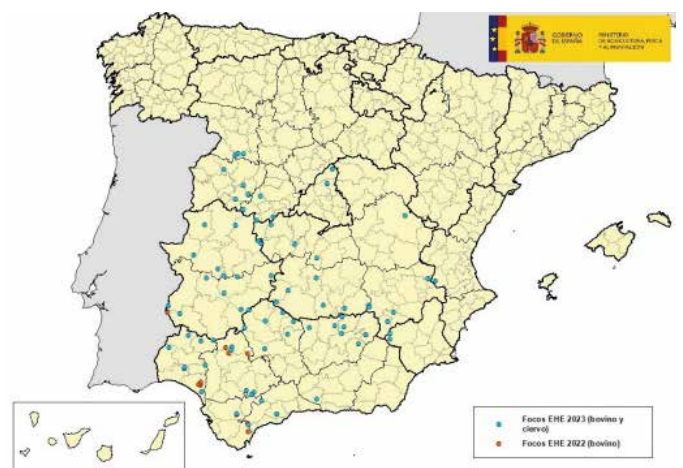 GOBIERNO
DE ESPAÑA
MINISTERIO
DE AGRICULTURA, PESCA
Y ALIMENTACIÓN
Focos EHE 2023 (bovino y
ciervo)
Focos EHE 2022 (bovino)